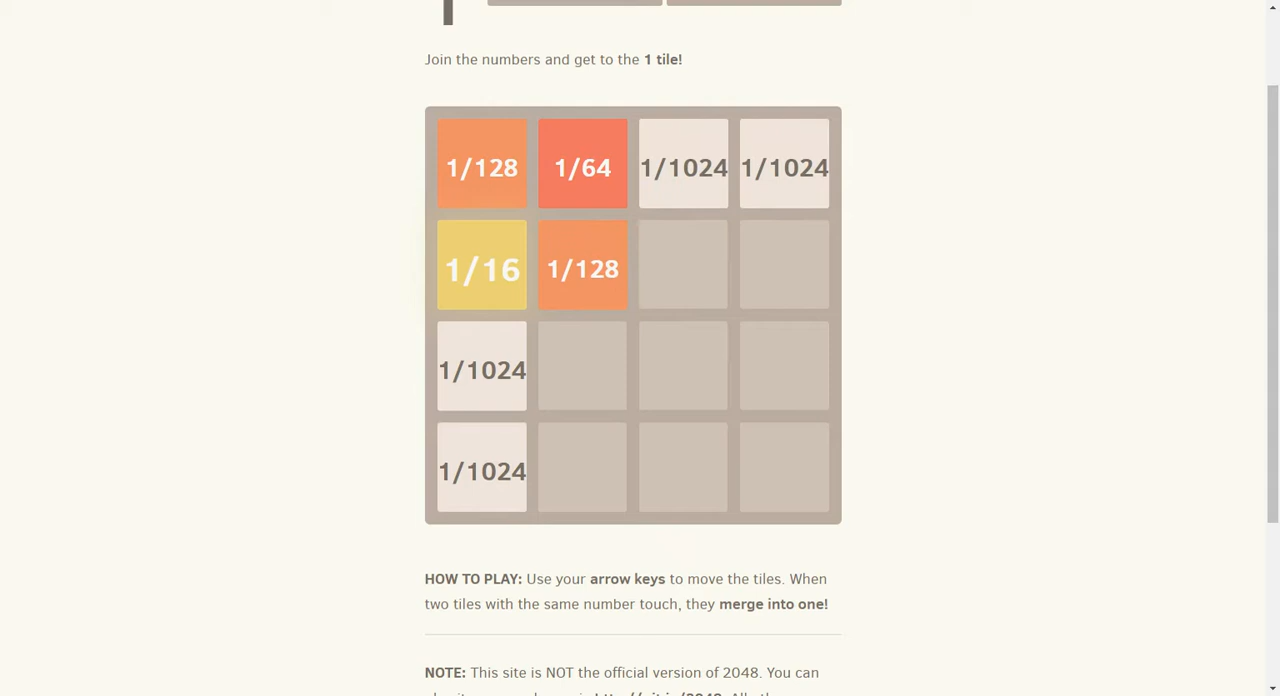 Join the numbers and get to the 1 tile!
1/128 1/64 1/1024 1/1024
1/16 1/128
1/1024
1/1024
HOW TO PLAY: Use your arrow keys to move the tiles. When
two tiles with the same number touch, they merge into one!
NOTE: This site is NOT the official version of 2048. You can